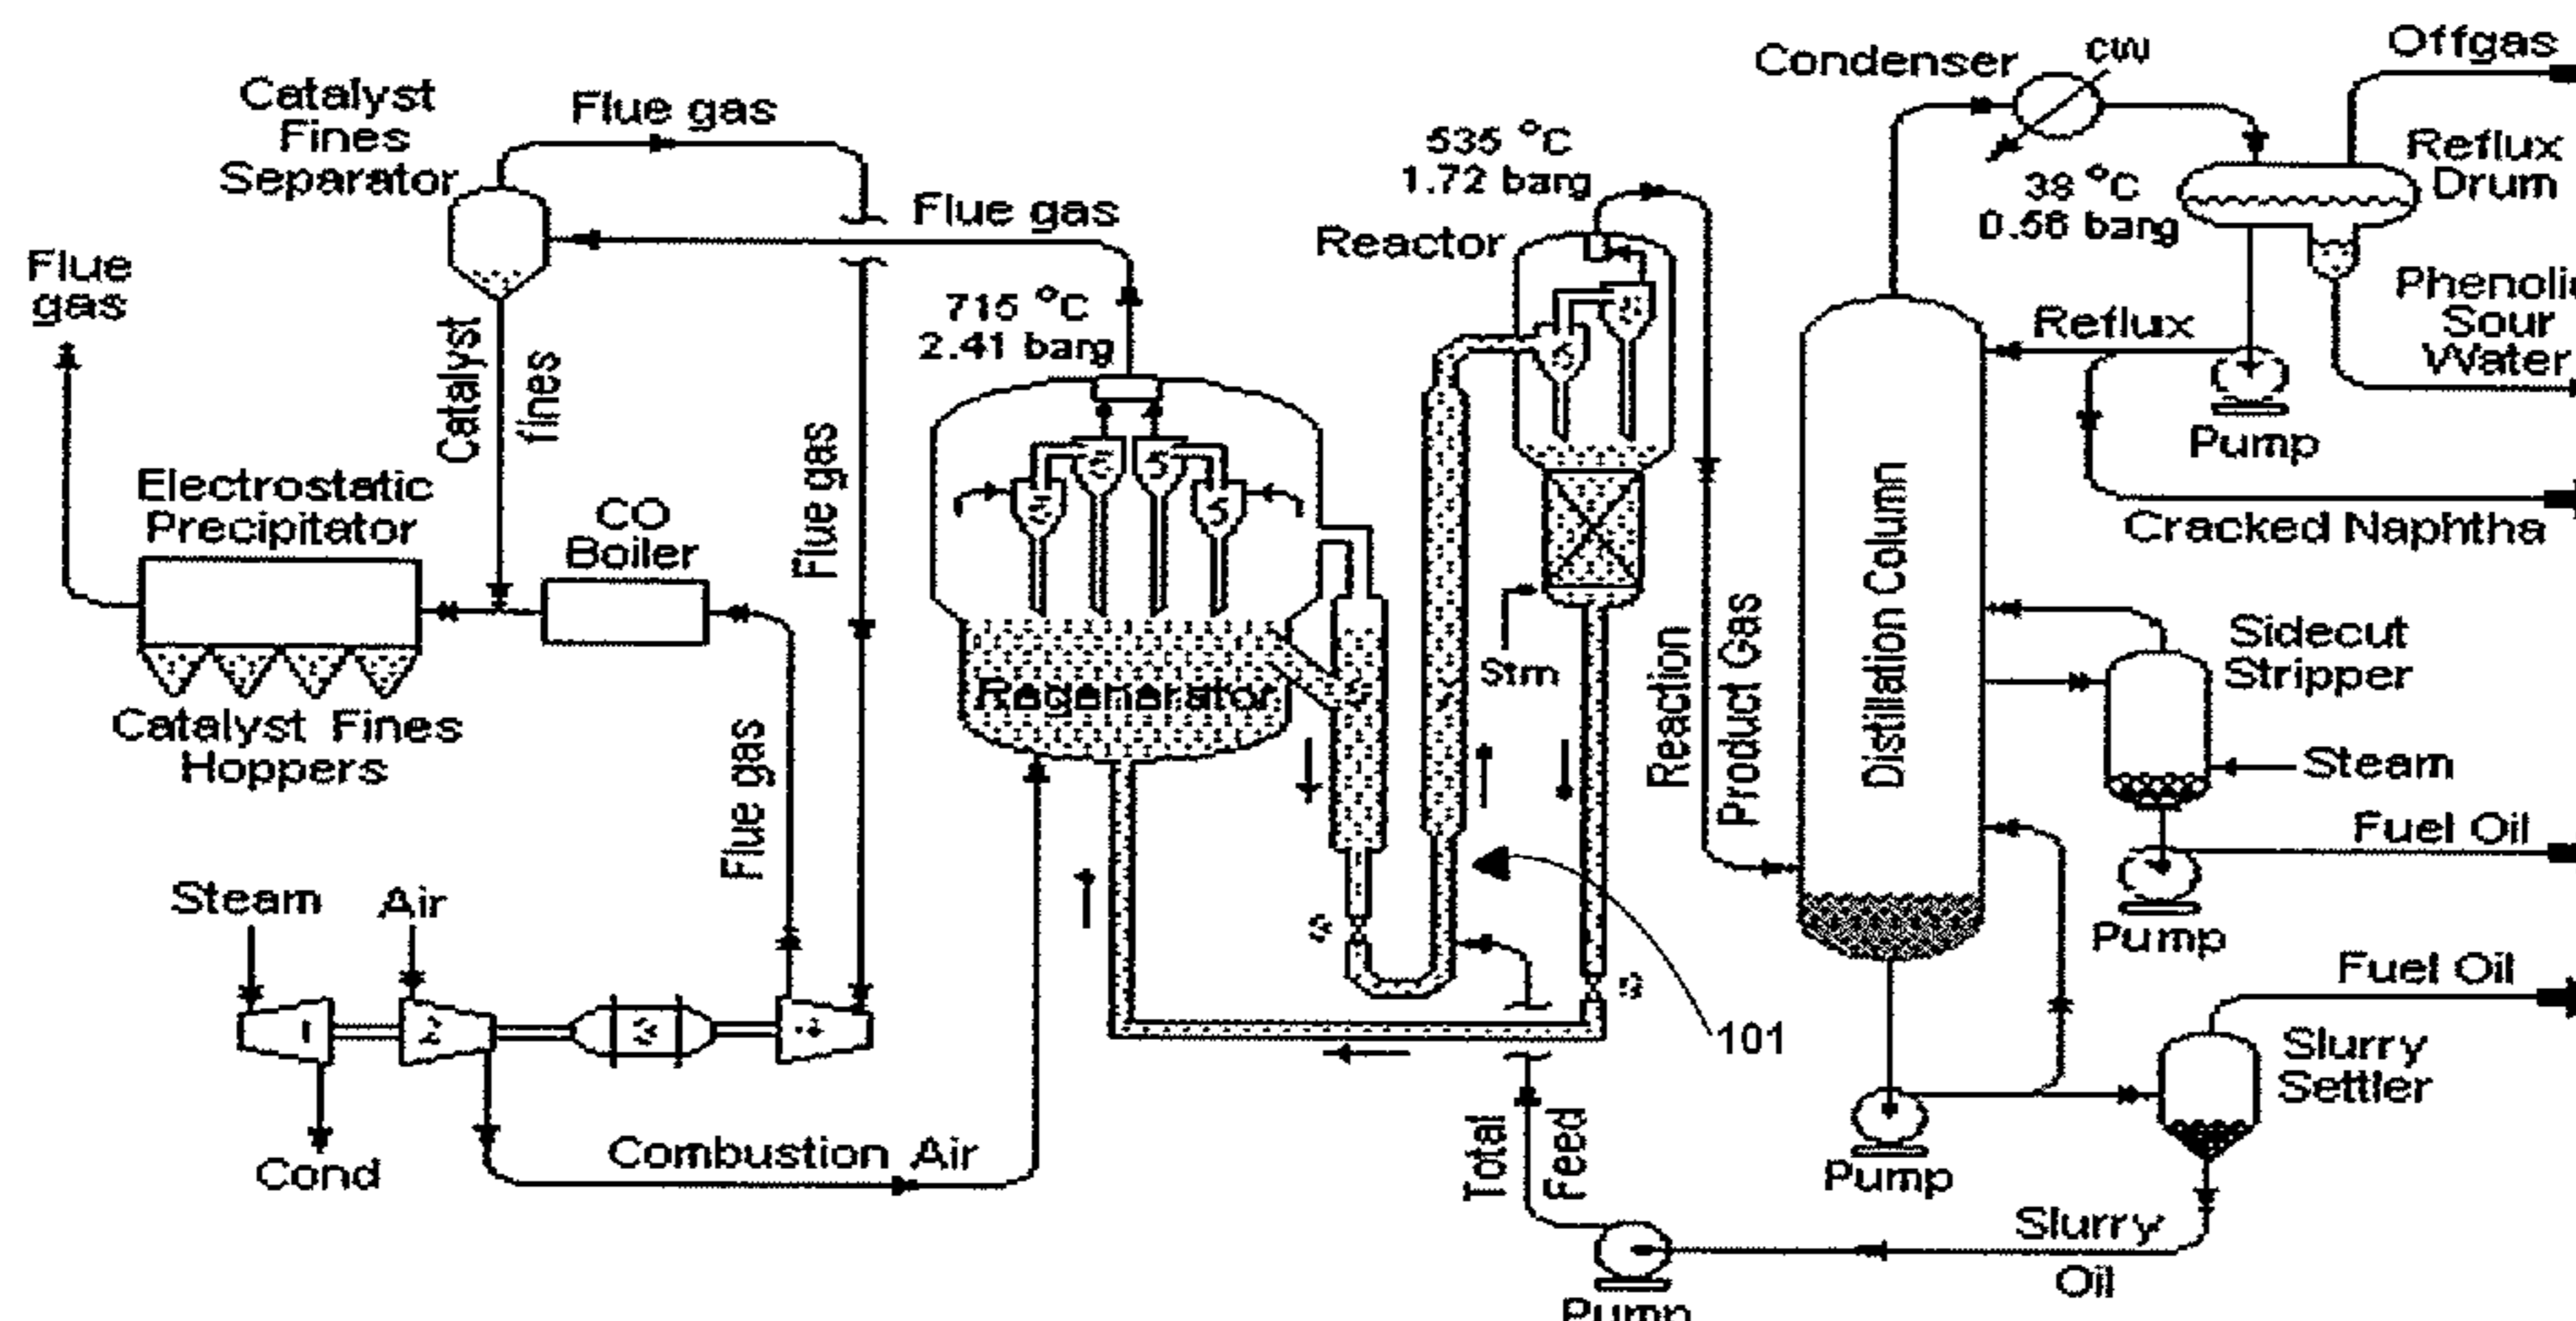 Catalyst
Fines
Separator
Flue gas
Flue gas
Flue
gas
Catalyst
fines
Flue gas
Electrostatic
Precipitator
CO
Boiler
Catalyst Fines
Hoppers
Flue gas
Steam
Air
Cond
Combustion Air
715 °C
2.41 barg
Regenerator
535 °C
1.72 barg
Reactor
Stm
Reaction
Product Gas
101
Total
Feed
Pump
Condenser
CW
38 °C
0.56 barg
Offgas
Reflux
Drum
Phenolic
Sour
Water
Reflux
Pump
Cracked Naphtha
Distillation Column
Sidecut
Stripper
Steam
Fuel Oil
Pump
Fuel Oil
Slurry
Settler
Pump
Slurry
Oil